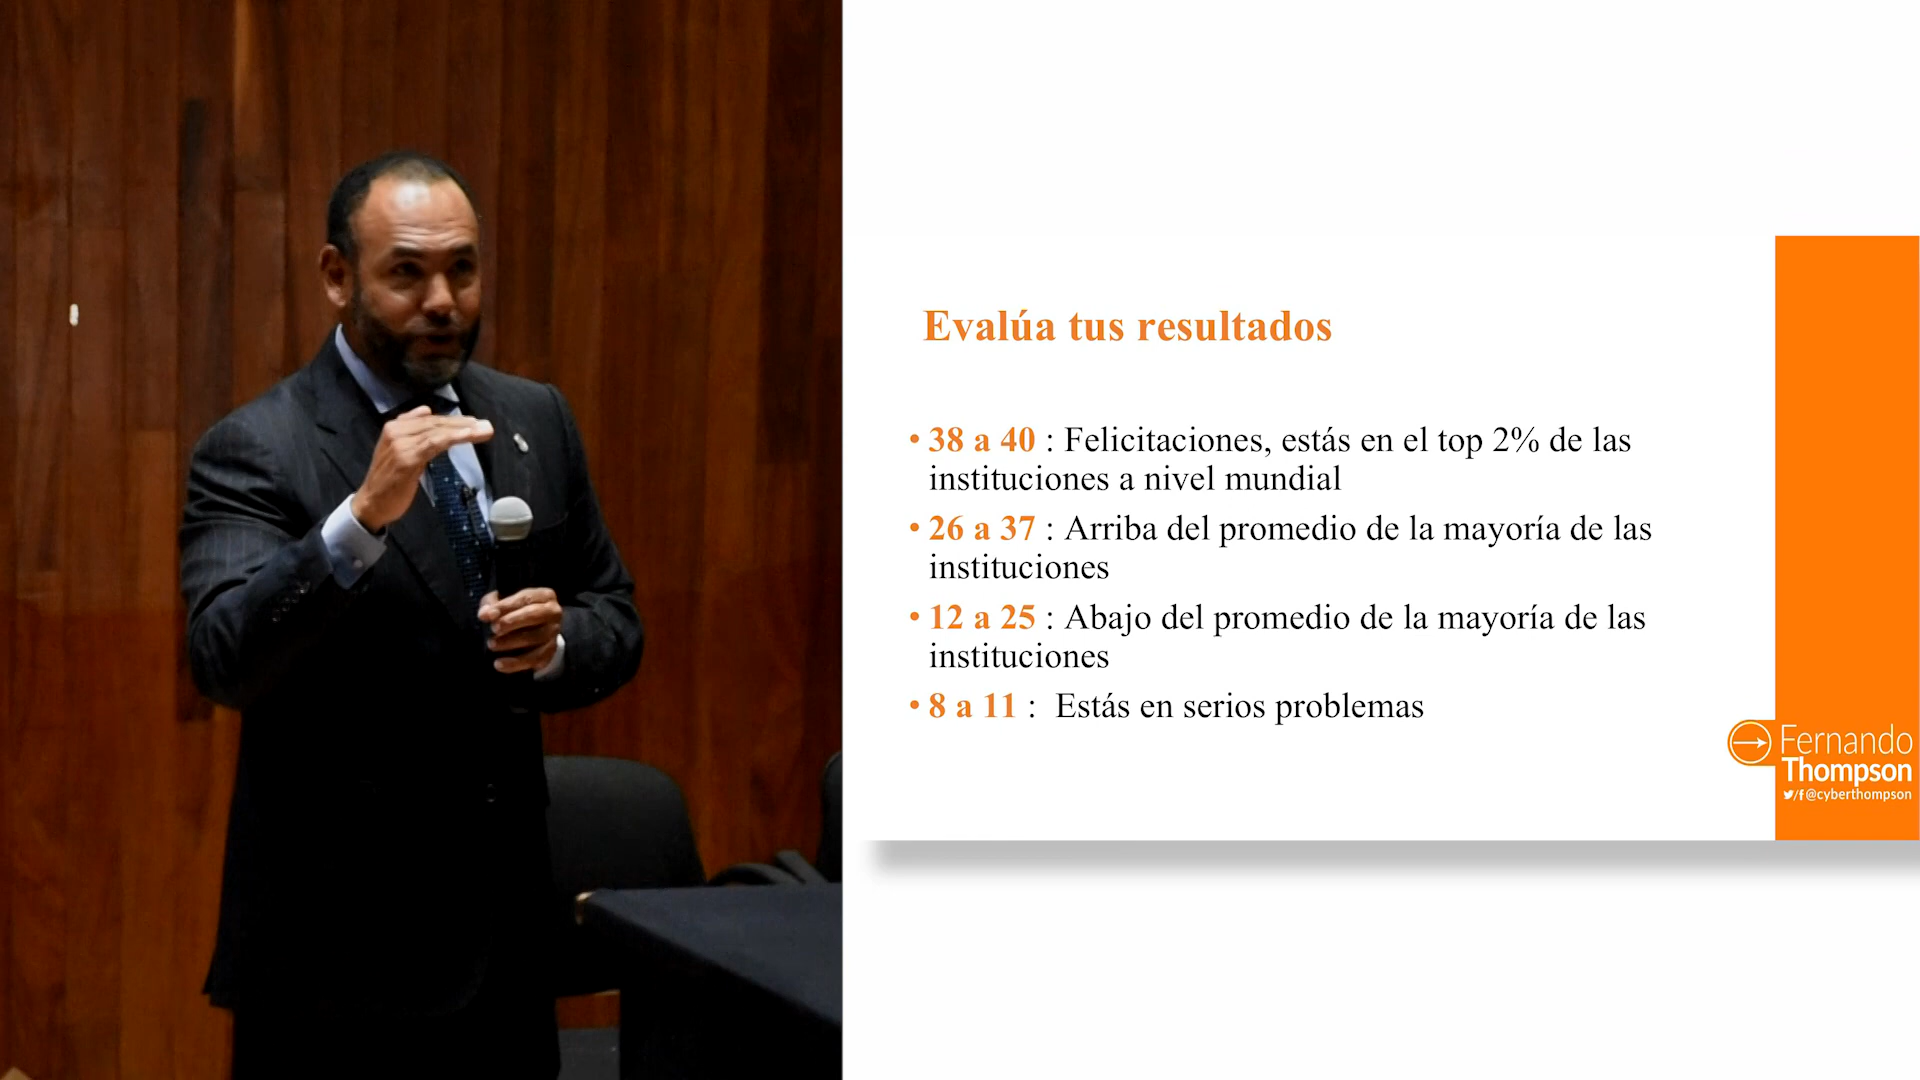 Evalúa tus resultados
• 38 a 40 : Felicitaciones, estás en el top 2% de las
instituciones a nivel mundial
• 26 a 37 : Arriba del promedio de la mayoría de las
instituciones
• 12 a 25 : Abajo del promedio de la mayoría de las
instituciones
• 8 a 11 : Estás en serios problemas
Fernando
Thompson
/f@cyberthompson